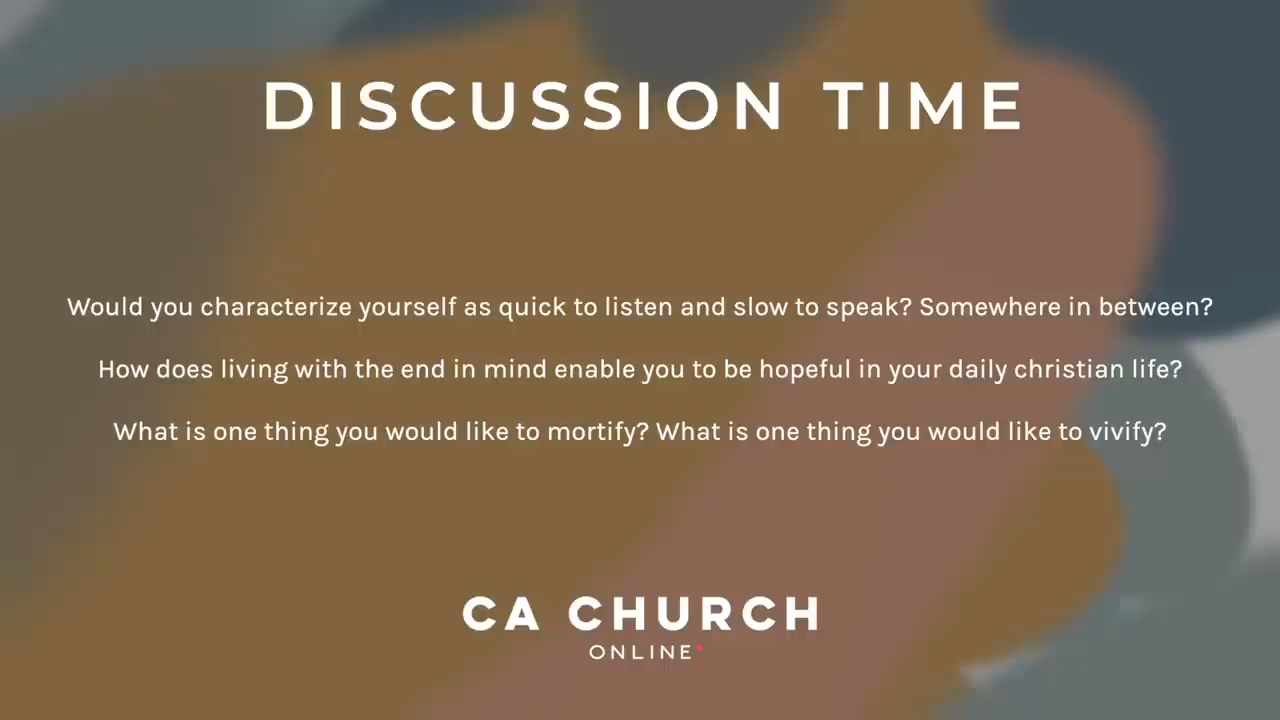 DISCUSSION TIME
Would you characterize yourself as quick to listen and slow to speak? Somewhere in between?
How does living with the end in mind enable you to be hopeful in your daily christian life?
What is one thing you would like to mortify? What is one thing you would like to vivify?
CA CHURCH
ONLINE